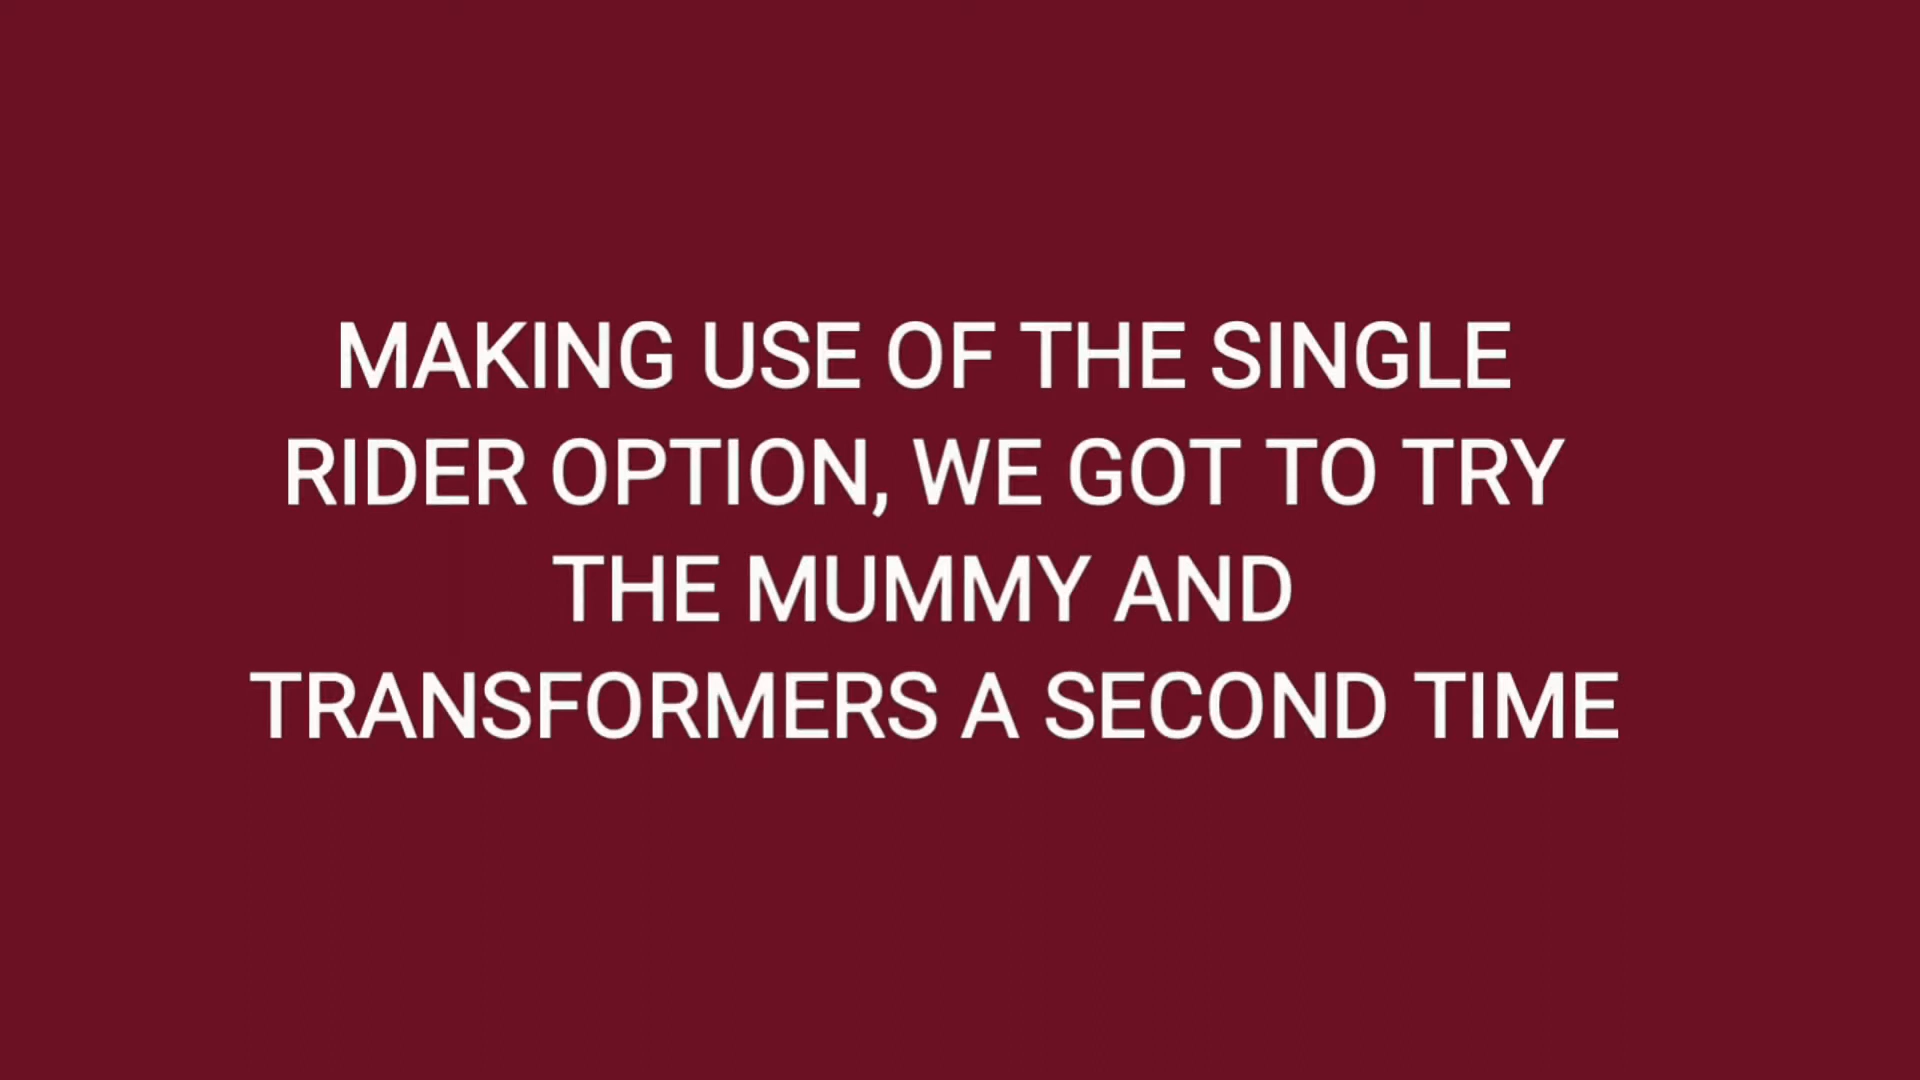 MAKING USE OF THE SINGLE
RIDER OPTION, WE GOT TO TRY
THE MUMMY AND
TRANSFORMERS A SECOND TIME